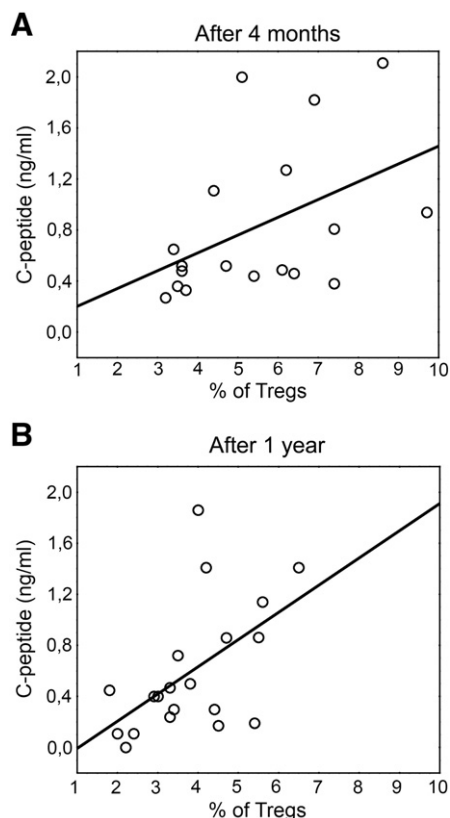 A
After 4 months
C-peptide (ng/ml)
2,0
1,6
1,2
0,8
0,4
0,0
1 2 3 4 5 6 7 8 9 10
% of Tregs
B
After 1 year
C-peptide (ng/ml)
2,0
1,6
1,2
0,8
0,4
0,0
1 2 3 4 5 6 7 8 9 10
% of Tregs